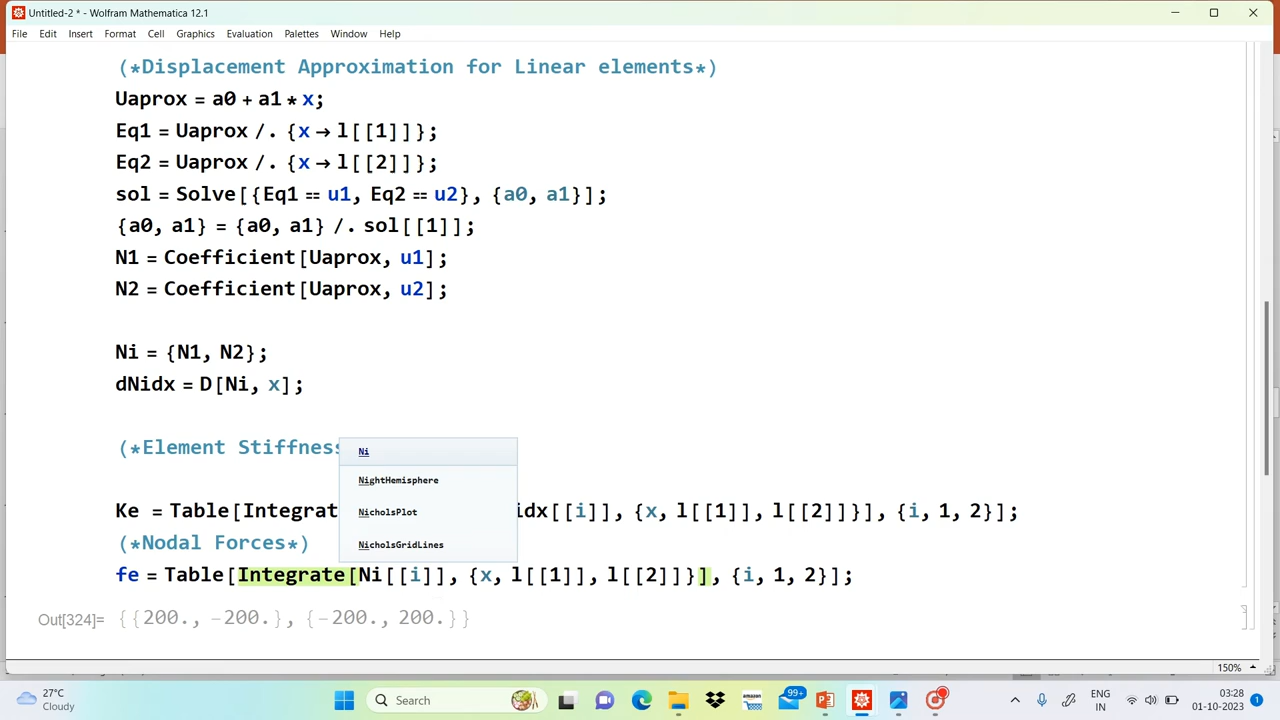 Untitled-2 * - Wolfram Mathematica 12.1
File Edit Insert Format Cell Graphics Evaluation Palettes Window Help
(*Displacement Approximation for Linear elements*)
Uaprox = a0 + a1 * x;
Eq1 = Uaprox /. {x → l[[1]]};
Eq2 = Uaprox /. {x → l[[2]]};
sol = Solve[{Eq1 == u1, Eq2 == u2}, {a0, a1}];
{a0, a1} = {a0, a1} /. sol[[1]];
N1 = Coefficient[Uaprox, u1];
N2 = Coefficient[Uaprox, u2];
Ni = {N1, N2};
dNidx = D[Ni, x];
(*Element Stiffness
Ni
NightHemisphere
Ke = Table[Integrat
idx[[i]], {x, l[[1]], l[[2]]}], {i, 1, 2}];
NicholsPlot
(*Nodal Forces*)
NicholsGridLines
fe = Table[Integrate[Ni[[i]], {x, l[[1]], l[[2]]}], {i, 1, 2}];
Out[324]= {{200., -200.}, {-200., 200.}}
150%
27°C
Cloudy
Search
amazon
99+
ENG
IN
03:28
01-10-2023
1